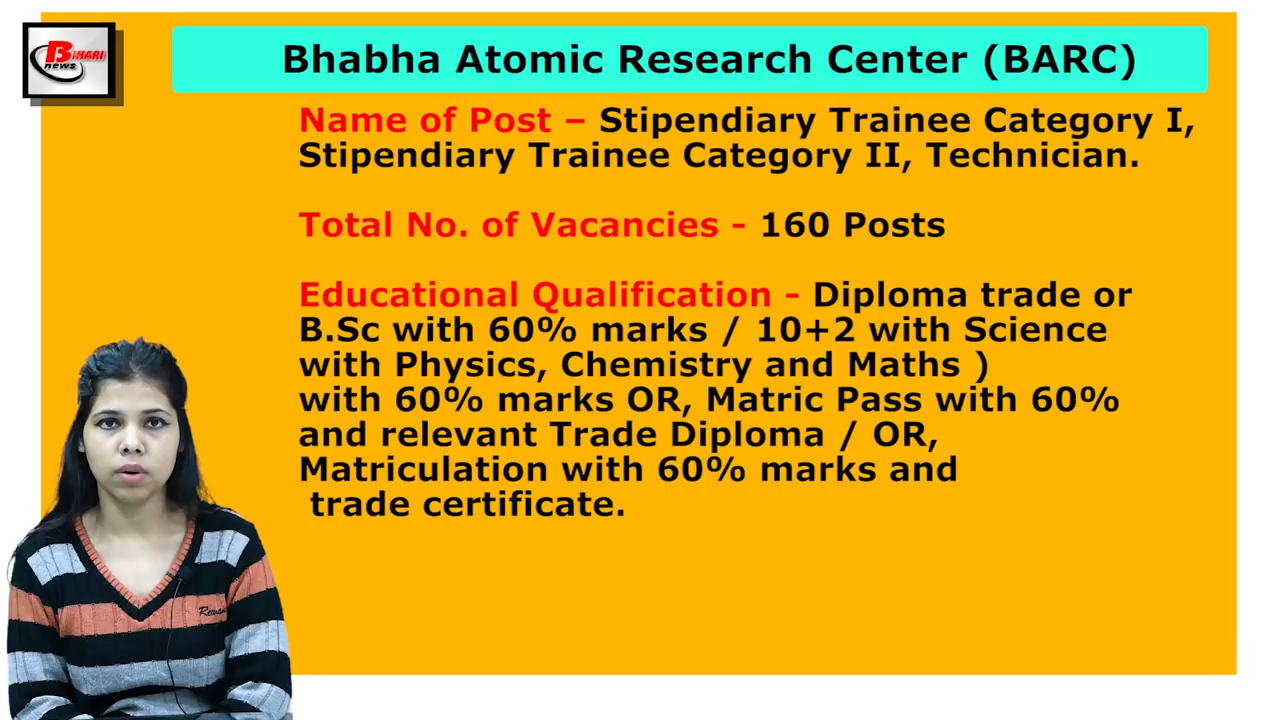 BIHARI
news
Bhabha Atomic Research Center (BARC)
Name of Post – Stipendiary Trainee Category I,
Stipendiary Trainee Category II, Technician.
Total No. of Vacancies - 160 Posts
Educational Qualification - Diploma trade or
B.Sc with 60% marks / 10+2 with Science
with Physics, Chemistry and Maths )
with 60% marks OR, Matric Pass with 60%
and relevant Trade Diploma / OR,
Matriculation with 60% marks and
trade certificate.